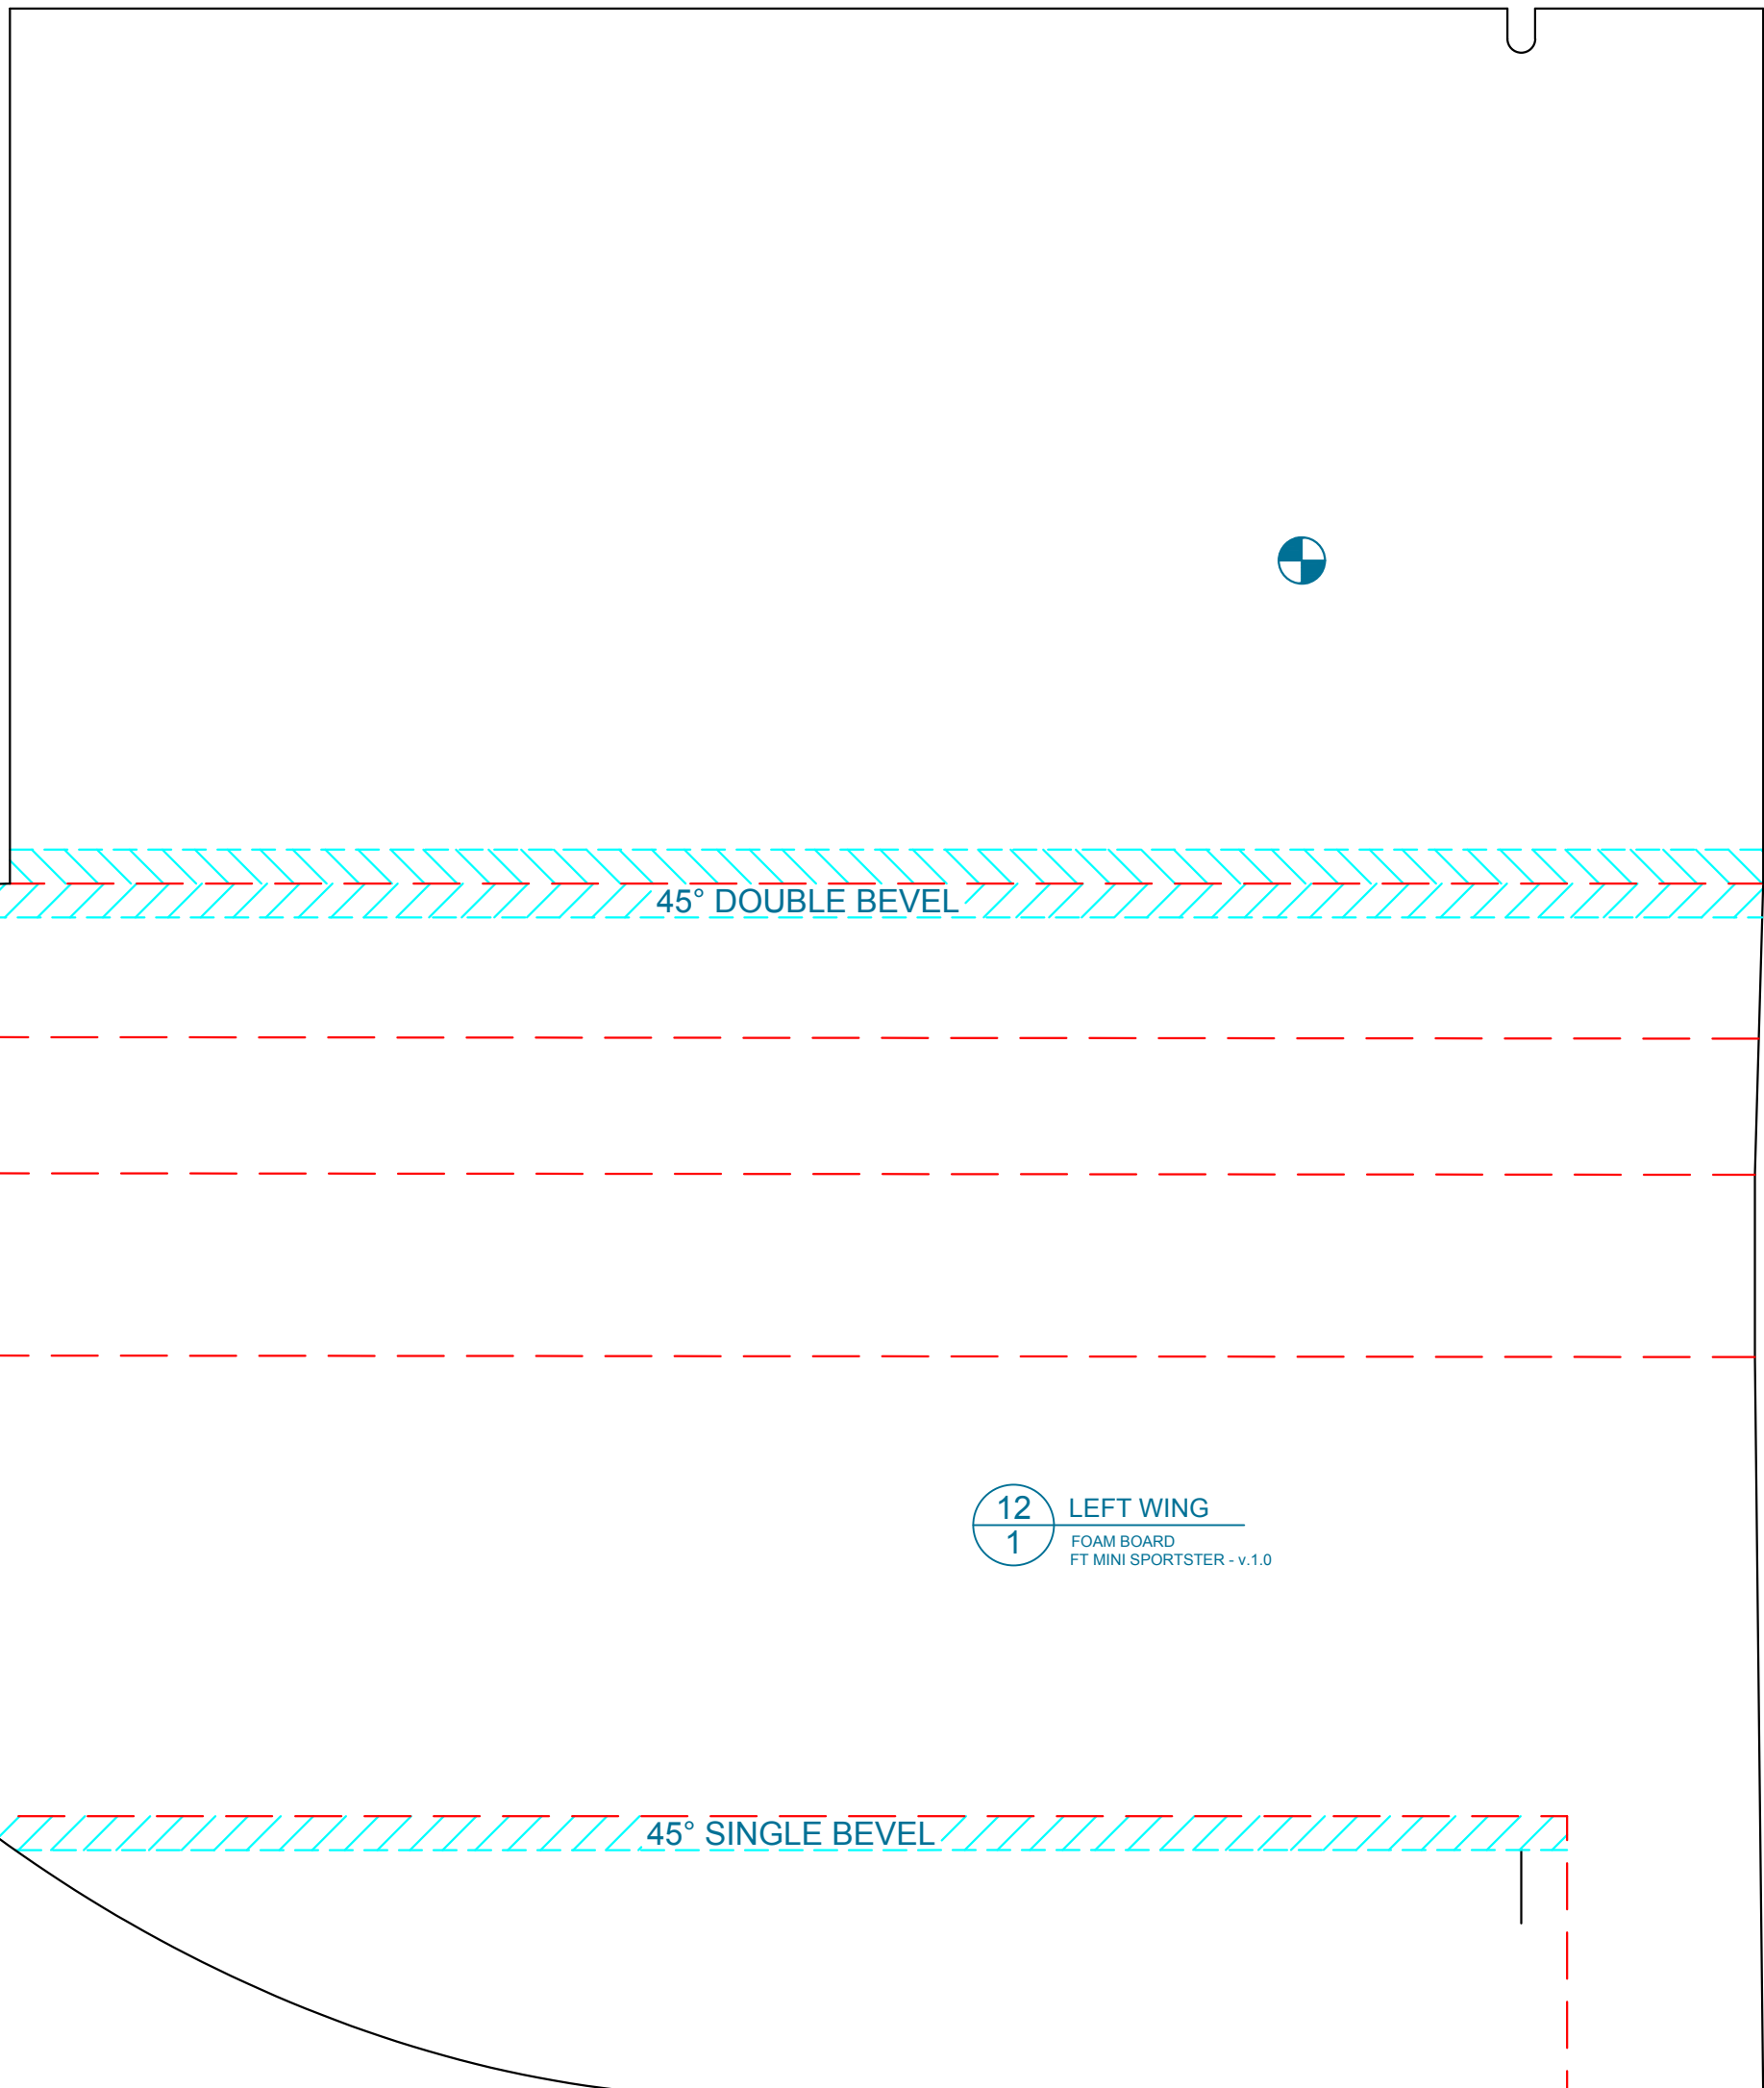 45° DOUBLE BEVEL
12
1
LEFT WING
FOAM BOARD
FT MINI SPORTSTER - v.1.0
45° SINGLE BEVEL